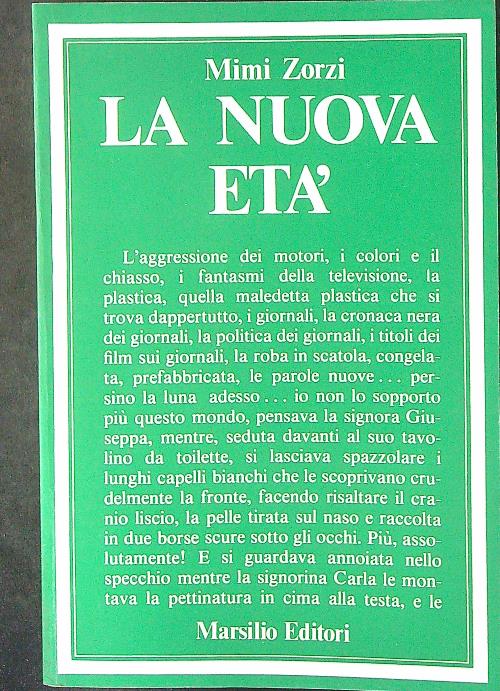 Mimi Zorzi
LA NUOVA
ETA'
L'aggressione dei motori, i colori e il
chiasso, i fantasmi della televisione, la
plastica, quella maledetta plastica che si
trova dappertutto, i giornali, la cronaca nera
dei giornali, la politica dei giornali, i titoli dei
film sui giornali, la roba in scatola, congela-
ta, prefabbricata, le parole nuove... per-
sino la luna adesso... io non lo sopporto
più questo mondo, pensava la signora Giu-
seppa, mentre, seduta davanti al suo tavo-
lino da toilette, si lasciava spazzolare i
lunghi capelli bianchi che le scoprivano cru-
delmente la fronte, facendo risaltare il cra-
nio liscio, la pelle tirata sul naso e raccolta
in due borse scure sotto gli occhi. Più, asso-
lutamente! E si guardava annoiata nello
specchio mentre la signorina Carla le mon-
tava la pettinatura in cima alla testa, e le
Marsilio Editori